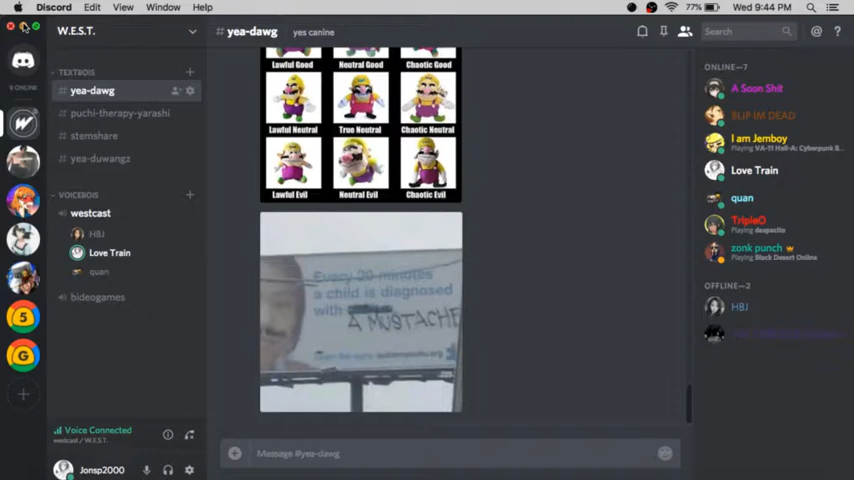 Discord Edit View Window Help
77% Wed 9:44 PM
W.E.S.T.
# yea-dawg yes canine
Search
9 ONLINE
TEXTBOIS
# yea-dawg
# puchi-therapy-yarashi
# stemshare
# yea-duwangz
VOICEBOIS
westcast
HBJ
Love Train
quan
bideogames
Voice Connected
westcast / W.E.S.T.
Jonsp2000
Lawful Good Neutral Good Chaotic Good
Lawful Neutral True Neutral Chaotic Neutral
Lawful Evil Neutral Evil Chaotic Evil
Every 20 minutes
a child is diagnosed
with
A MUSTACHE
Message #yea-dawg
ONLINE—7
A Soon Shit
BLIP IM DEAD
I am Jemboy
Playing VA-11 Hall-A: Cyberpunk B...
Love Train
quan
TripleO
Playing despacito
zonk punch
Playing Black Desert Online
OFFLINE—2
HBJ
5
G